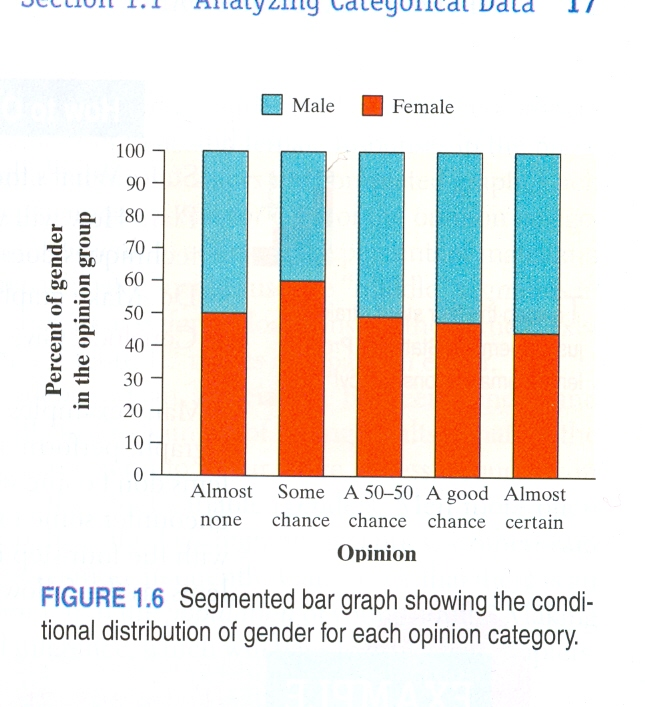 Section 1.1 Analyzing Categorical Data 17
Male Female
Percent of gender
in the opinion group
100
90
80
70
60
50
40
30
20
10
0
Almost none
Some chance
A 50–50 chance
A good chance
Almost certain
Opinion
FIGURE 1.6 Segmented bar graph showing the condi-
tional distribution of gender for each opinion category.